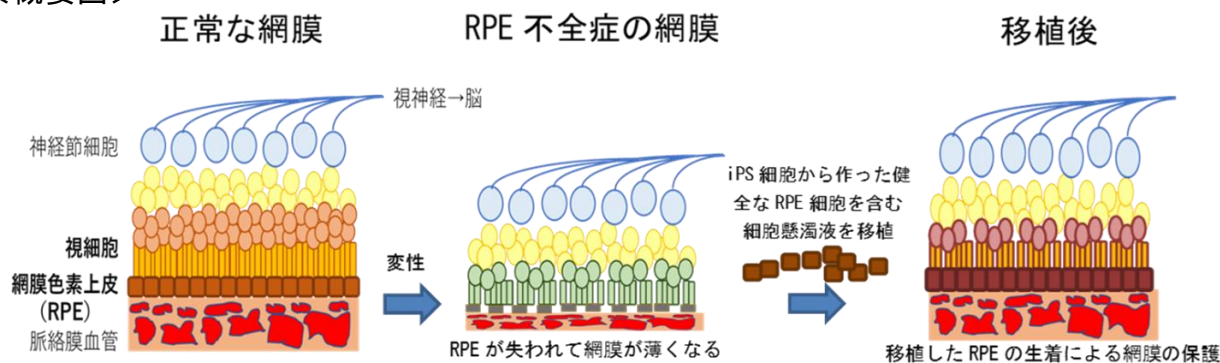 正常な網膜
RPE 不全症の網膜
移植後
視神経→脳
神経節細胞
視細胞
網膜色素上皮
（RPE）
脈絡膜血管
変性
RPE が失われて網膜が薄くなる
iPS 細胞から作った健
全な RPE 細胞を含む
細胞懸濁液を移植
移植した RPE の生着による網膜の保護